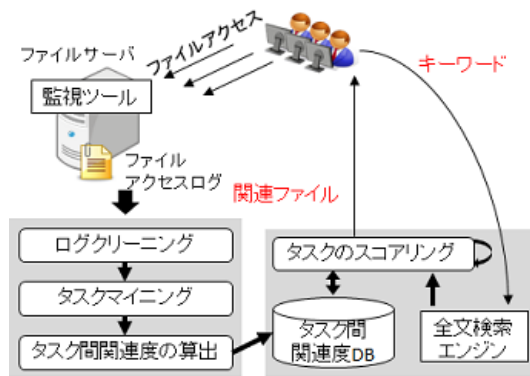 ファイルアクセス
ファイルサーバ
監視ツール
キーワード
ファイル
アクセスログ
関連ファイル
ログクリーニング
タスクマイニング
タスク間関連度の算出
タスクのスコアリング
タスク間
関連度DB
全文検索
エンジン